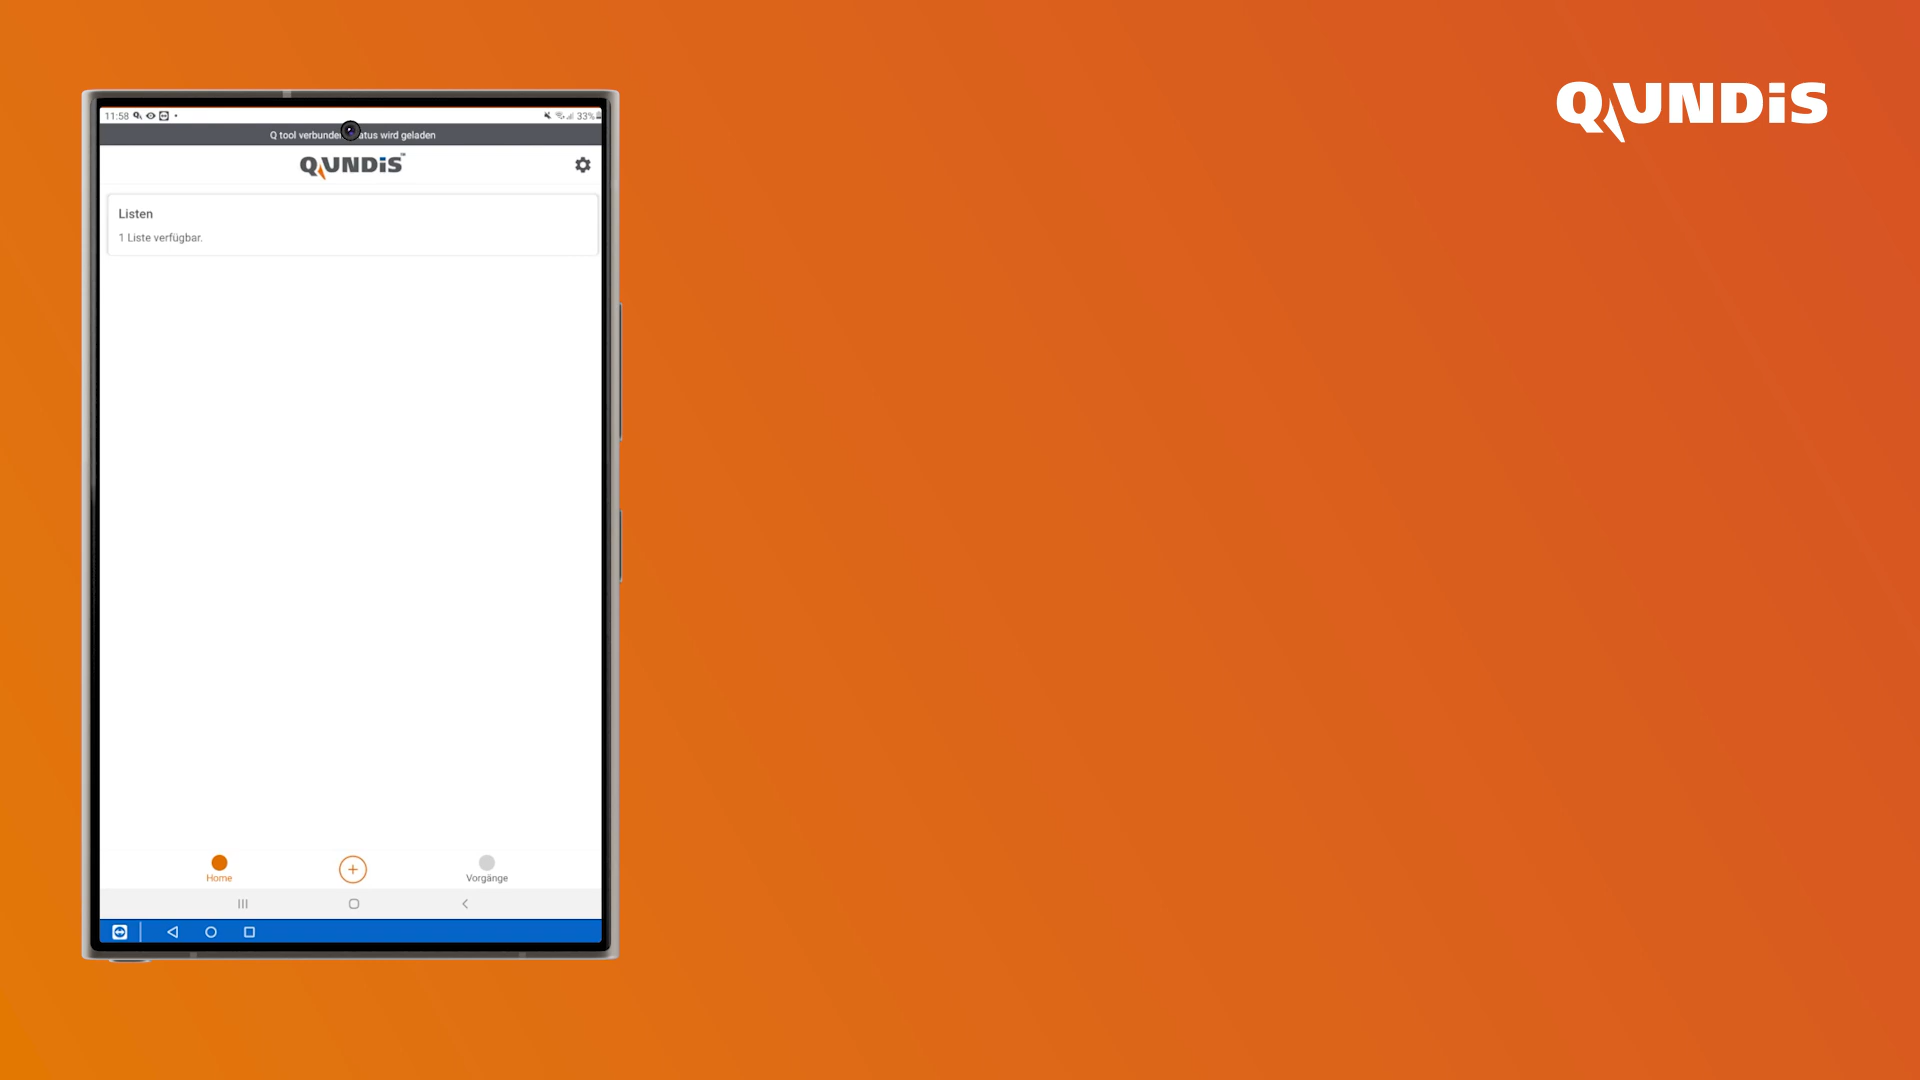 QUNDIS
11:58
33%
Q tool verbunden
atus wird geladen
QUNDIS
Listen
1 Liste verfügbar.
Home
Vorgänge